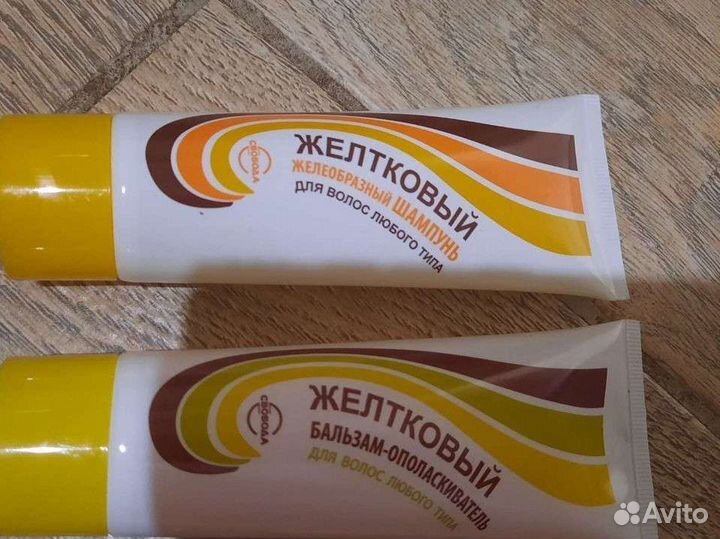 СВОБОДА
ЖЕЛТКОВЫЙ
ЖЕЛЕОБРАЗНЫЙ ШАМПУНЬ
ДЛЯ ВОЛОС ЛЮБОГО ТИПА
СВОБОДА
ЖЕЛТКОВЫЙ
БАЛЬЗАМ-ОПОЛАСКИВАТЕЛЬ
ДЛЯ ВОЛОС ЛЮБОГО ТИПА
Avito